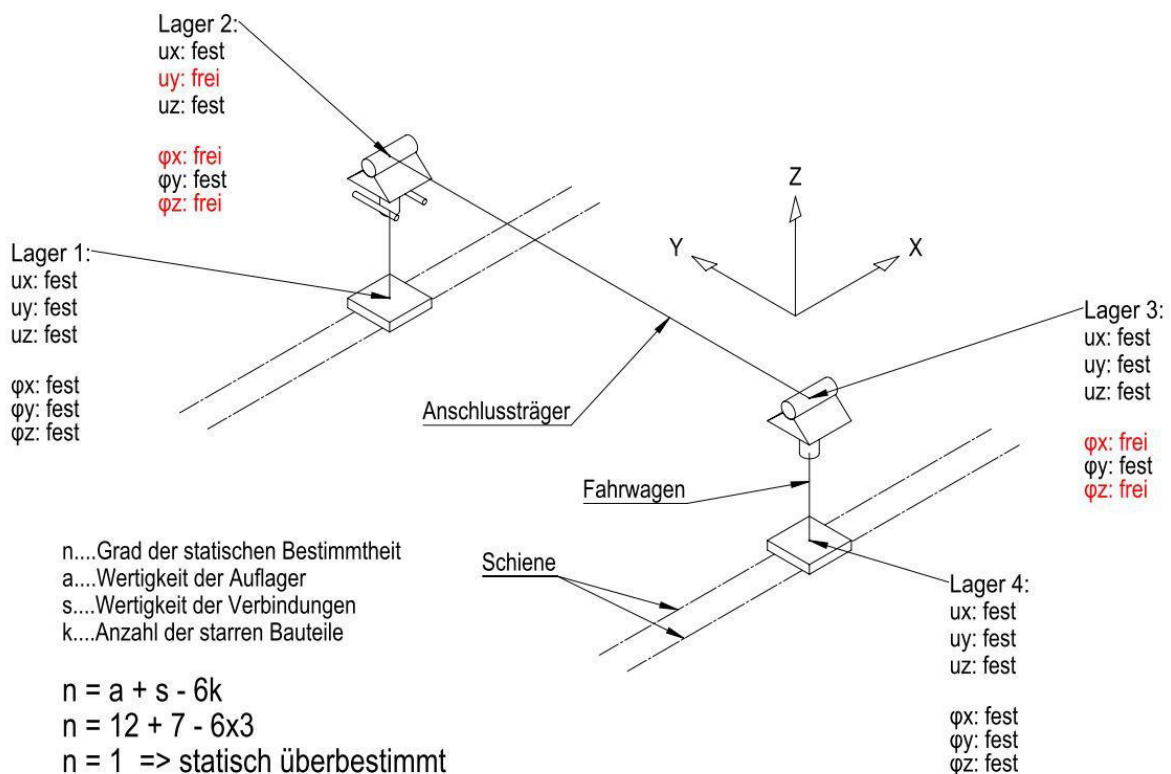 Lager 2:
ux: fest
uy: frei
uz: fest
φx: frei
φy: fest
φz: frei
Lager 1:
ux: fest
uy: fest
uz: fest
φx: fest
φy: fest
φz: fest
Z
Y
X
Lager 3:
ux: fest
uy: fest
uz: fest
φx: frei
φy: fest
φz: frei
Anschlussträger
Fahrwagen
Schiene
Lager 4:
ux: fest
uy: fest
uz: fest
φx: fest
φy: fest
φz: fest
n....Grad der statischen Bestimmtheit
a....Wertigkeit der Auflager
s....Wertigkeit der Verbindungen
k....Anzahl der starren Bauteile
n = a + s - 6k
n = 12 + 7 - 6x3
n = 1 => statisch überbestimmt